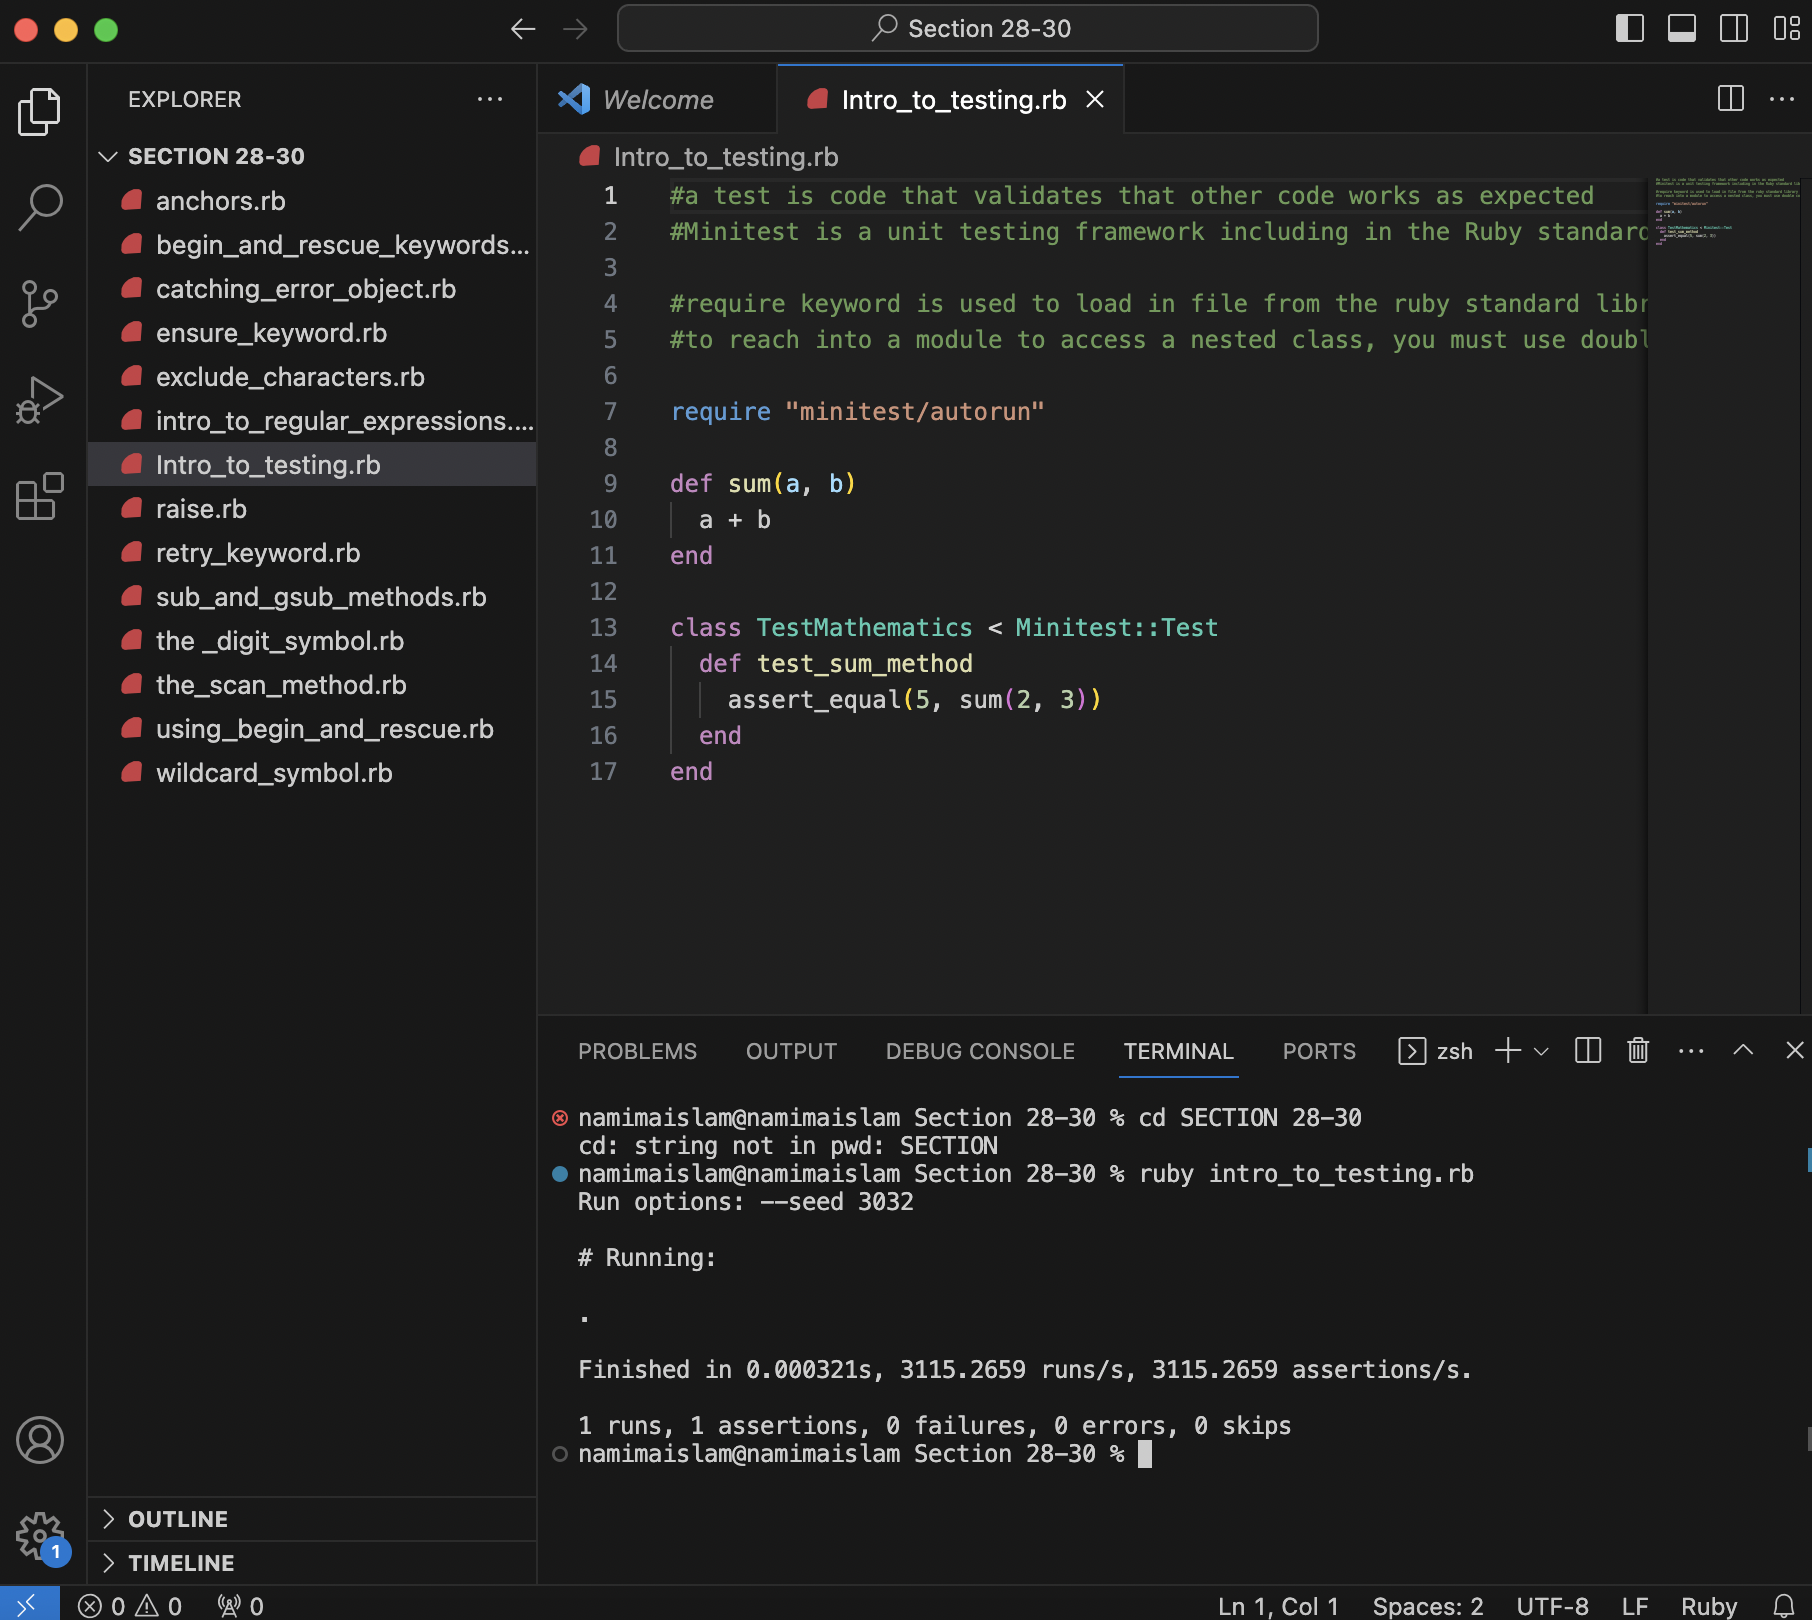 Section 28-30
EXPLORER
SECTION 28-30
anchors.rb
begin_and_rescue_keywords...
catching_error_object.rb
ensure_keyword.rb
exclude_characters.rb
intro_to_regular_expressions....
Intro_to_testing.rb
raise.rb
retry_keyword.rb
sub_and_gsub_methods.rb
the _digit_symbol.rb
the_scan_method.rb
using_begin_and_rescue.rb
wildcard_symbol.rb
OUTLINE
TIMELINE
Welcome
Intro_to_testing.rb
Intro_to_testing.rb
1 #a test is code that validates that other code works as expected
2 #Minitest is a unit testing framework including in the Ruby standard
3
4 #require keyword is used to load in file from the ruby standard libr
5 #to reach into a module to access a nested class, you must use doubl
6
7 require "minitest/autorun"
8
9 def sum(a, b)
10 a + b
11 end
12
13 class TestMathematics < Minitest::Test
14 def test_sum_method
15 assert_equal(5, sum(2, 3))
16 end
17 end
PROBLEMS OUTPUT DEBUG CONSOLE TERMINAL PORTS zsh
namimaislam@namimaislam Section 28-30 % cd SECTION 28-30
cd: string not in pwd: SECTION
namimaislam@namimaislam Section 28-30 % ruby intro_to_testing.rb
Run options: --seed 3032
# Running:
.
Finished in 0.000321s, 3115.2659 runs/s, 3115.2659 assertions/s.
1 runs, 1 assertions, 0 failures, 0 errors, 0 skips
namimaislam@namimaislam Section 28-30 %
1
0 0 0 Ln 1, Col 1 Spaces: 2 UTF-8 LF Ruby